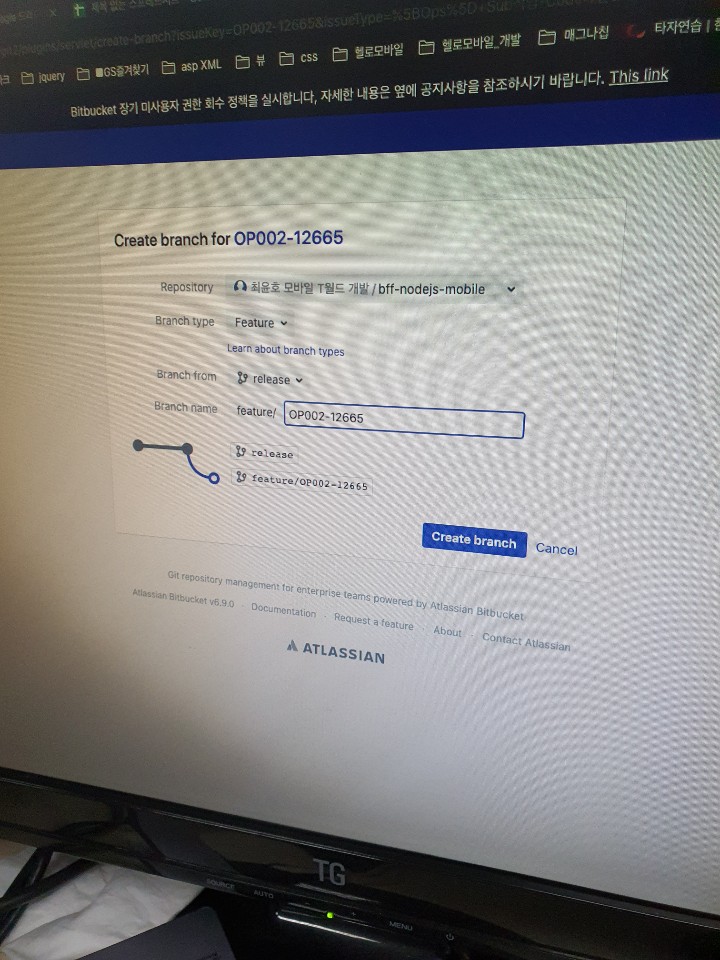 create-branch?issueKey=OP002-12665&issueType=%5BOps%5D+Su
jquery ■GS즐겨찾기 asp XML 뷰 css 헬로모바일 헬로모바일_개발 매그나칩 타자연습 |
Bitbucket 장기 미사용자 권한 회수 정책을 실시합니다, 자세한 내용은 옆에 공지사항을 참조하시기 바랍니다. This link
Create branch for OP002-12665
Repository 최윤호 모바일 T월드 개발 / bff-nodejs-mobile
Branch type Feature
Learn about branch types
Branch from release
Branch name feature/ OP002-12665
release
feature/OP002-12665
Create branch Cancel
Git repository management for enterprise teams powered by Atlassian Bitbucket
Atlassian Bitbucket v6.9.0 · Documentation · Request a feature · About · Contact Atlassian
ATLASSIAN
TG
SOURCE AUTO - + MENU